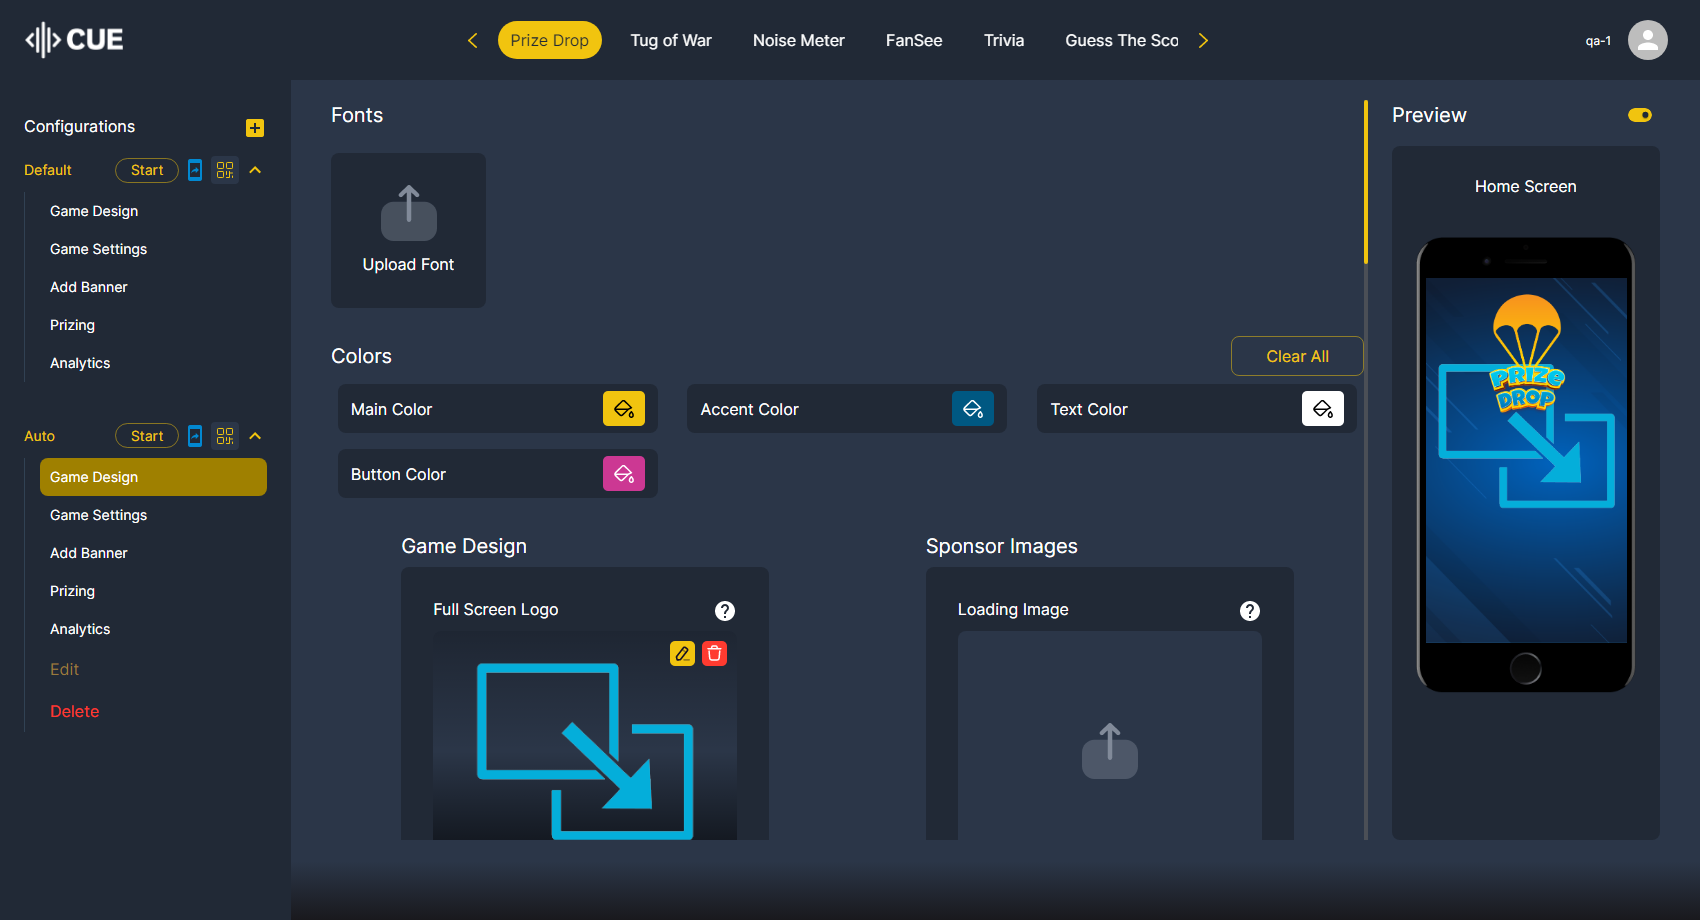 CUE
Prize Drop
Tug of War
Noise Meter
FanSee
Trivia
Guess The Sco
qa-1
Configurations
Default
Start
Game Design
Game Settings
Add Banner
Prizing
Analytics
Auto
Start
Game Design
Game Settings
Add Banner
Prizing
Analytics
Edit
Delete
Fonts
Upload Font
Colors
Clear All
Main Color
Accent Color
Text Color
Button Color
Game Design
Full Screen Logo
?
Sponsor Images
Loading Image
?
Preview
Home Screen
PRIZE
DROP